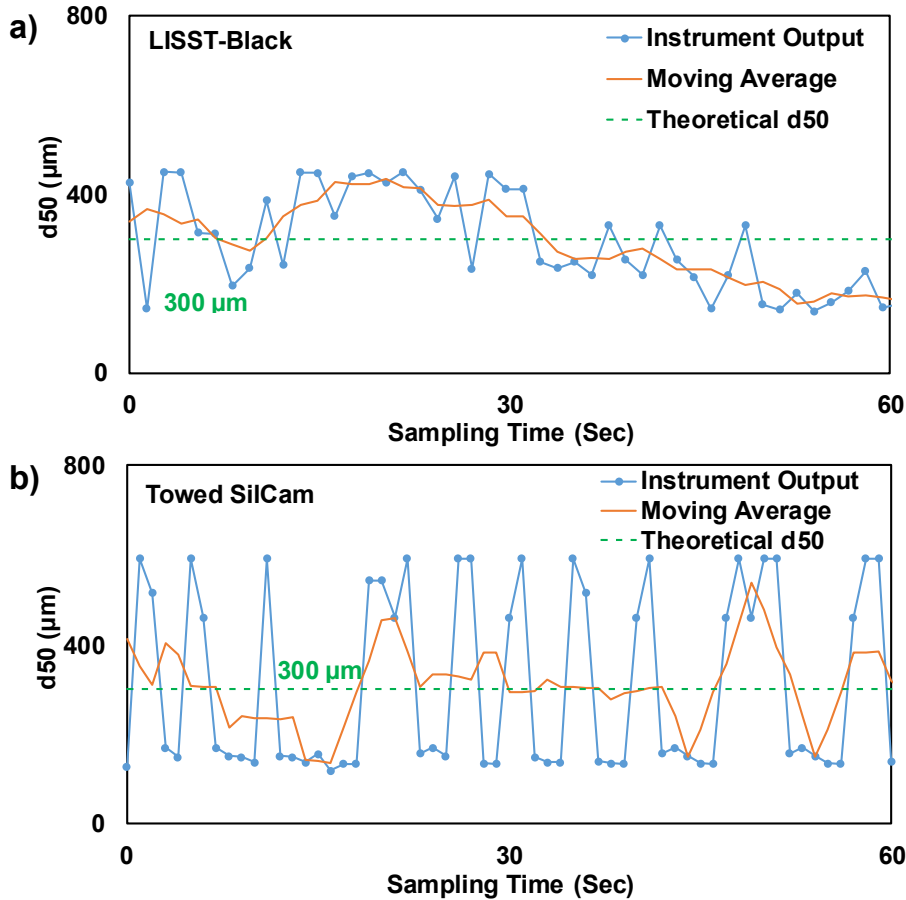 a)
800
LISST-Black
Instrument Output
Moving Average
Theoretical d50
d50 (µm)
400
300 µm
0
0
30
60
Sampling Time (Sec)
b)
800
Towed SilCam
Instrument Output
Moving Average
Theoretical d50
d50 (µm)
400
300 µm
0
0
30
60
Sampling Time (Sec)